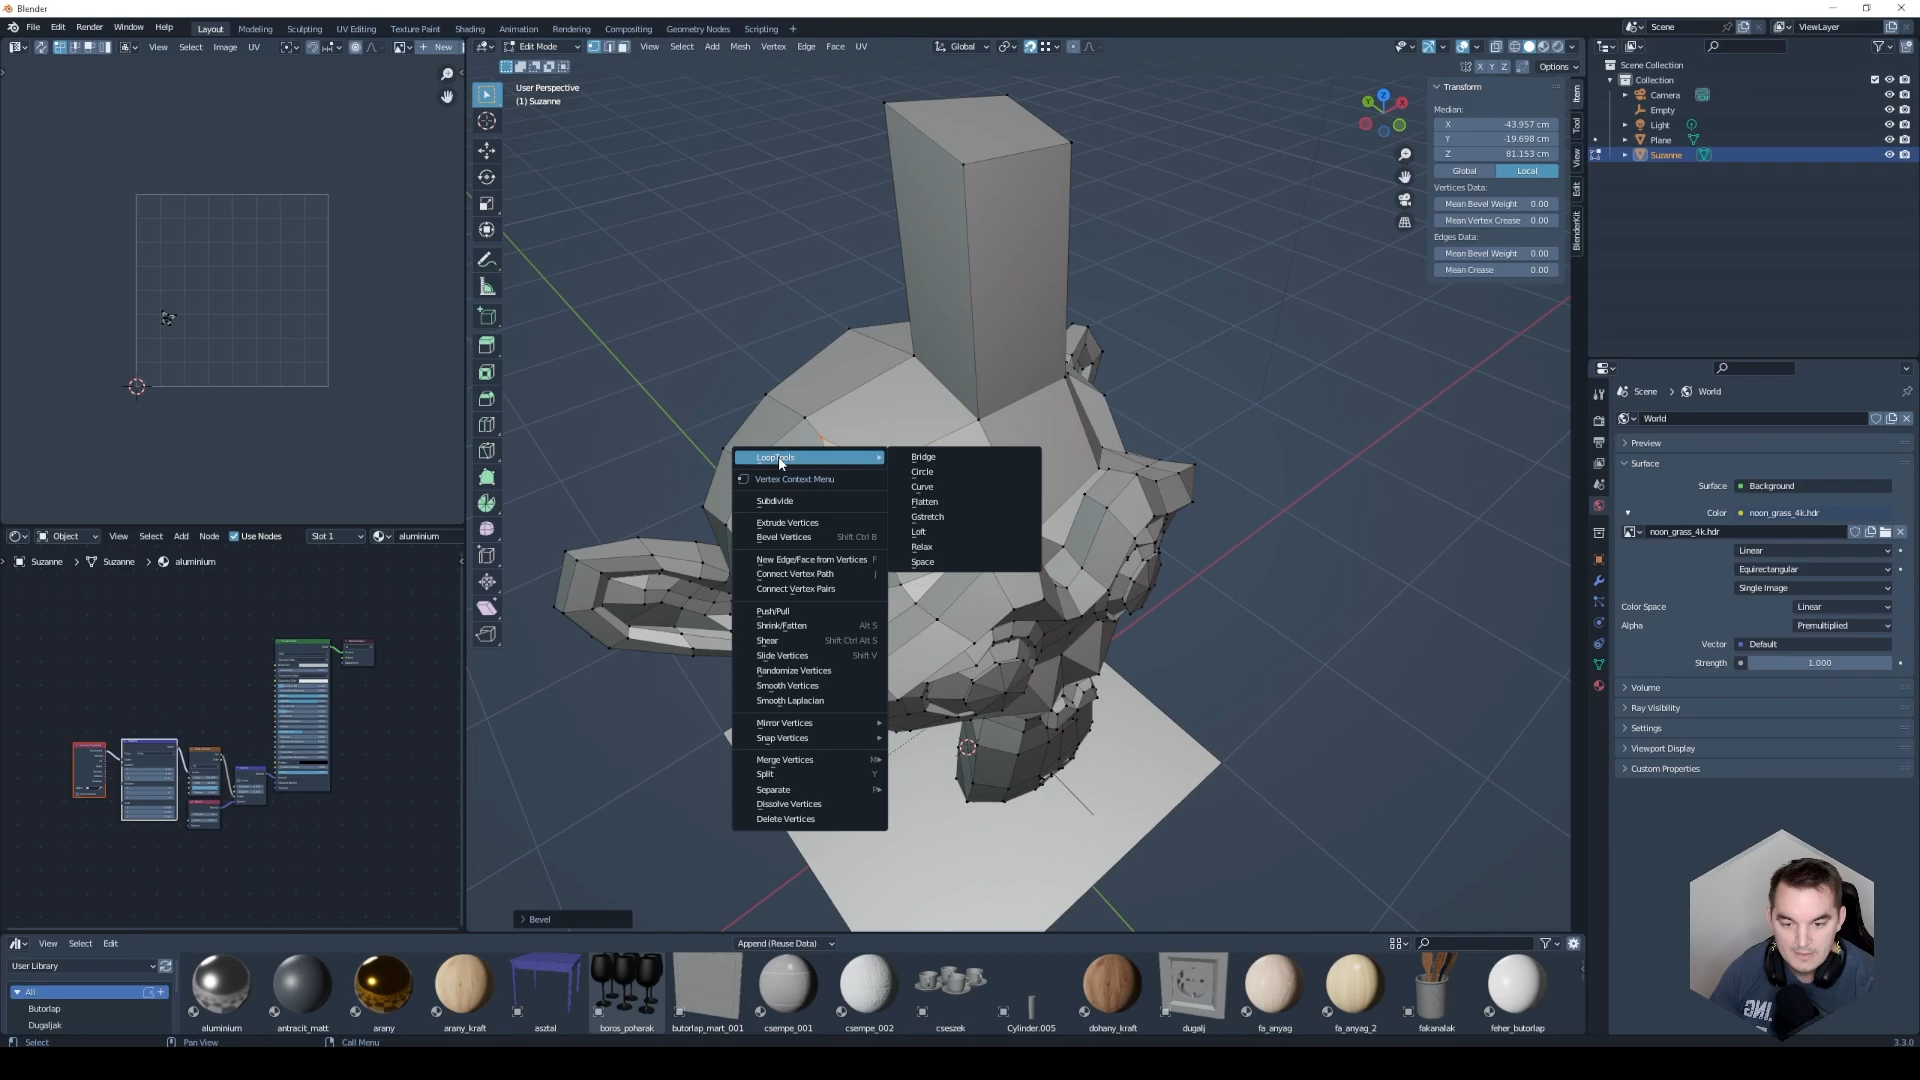 Blender
File Edit Render Window Help
Layout Modeling Sculpting UV Editing Texture Paint Shading Animation Rendering Compositing Geometry Nodes Scripting +
Scene
ViewLayer
View Select Image UV
New
Edit Mode
View Select Add Mesh Vertex Edge Face UV
Global
X Y Z
Options
User Perspective
(1) Suzanne
Transform
Median:
X -43.957 cm
Y -19.698 cm
Z 81.153 cm
Global Local
Vertices Data:
Mean Bevel Weight 0.00
Mean Vertex Crease 0.00
Edges Data:
Mean Bevel Weight 0.00
Mean Crease 0.00
Item
Tool
View
Edit
BlenderKit
Scene Collection
Collection
Camera
Empty
Light
Plane
Suzanne
LoopTools
Vertex Context Menu
Subdivide
Extrude Vertices
Bevel Vertices Shift Ctrl B
New Edge/Face from Vertices F
Connect Vertex Path J
Connect Vertex Pairs
Push/Pull
Shrink/Fatten Alt S
Shear Shift Ctrl Alt S
Slide Vertices Shift V
Randomize Vertices
Smooth Vertices
Smooth Laplacian
Mirror Vertices
Snap Vertices
Merge Vertices M
Split Y
Separate P
Dissolve Vertices
Delete Vertices
Bridge
Circle
Curve
Flatten
Gstretch
Loft
Relax
Space
Bevel
Object View Select Add Node Use Nodes Slot 1 aluminium
Suzanne Suzanne aluminium
Scene World
World
Preview
Surface
Surface Background
Color noon_grass_4k.hdr
noon_grass_4k.hdr
Linear
Equirectangular
Single Image
Color Space Linear
Alpha Premultiplied
Vector Default
Strength 1.000
Volume
Ray Visibility
Settings
Viewport Display
Custom Properties
View Select Edit
Append (Reuse Data)
User Library
All
Butorlap
Dugaljak
aluminium antracit_matt arany arany_kraft asztal boros_poharak butorlap_mart_001 csempe_001 csempe_002 cseszek Cylinder.005 dohany_kraft dugalj fa_anyag fa_anyag_2 fakanalak feher_butorlap
Select Pan View Call Menu
3.3.0